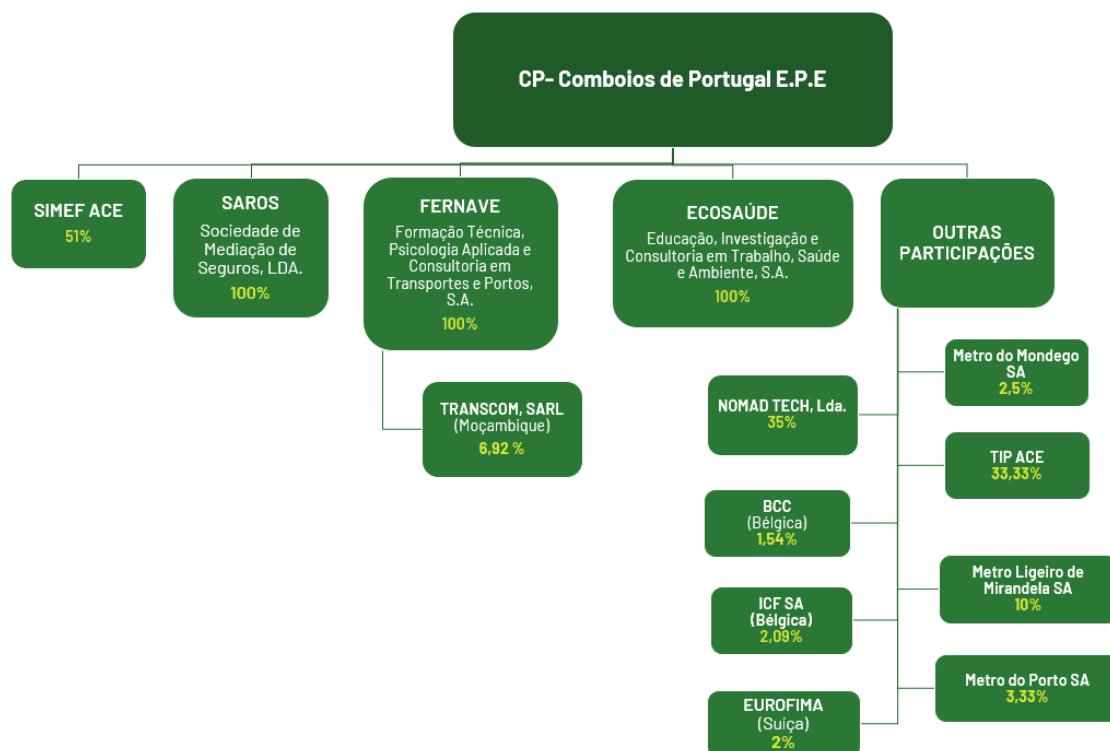 CP- Comboios de Portugal E.P.E
SIMEF ACE
51%
SAROS
Sociedade de
Mediação de
Seguros, LDA.
100%
FERNAVE
Formação Técnica,
Psicologia Aplicada e
Consultoria em
Transportes e Portos,
S.A.
100%
ECOSAÚDE
Educação, Investigação e
Consultoria em Trabalho, Saúde
e Ambiente, S.A.
100%
OUTRAS
PARTICIPAÇÕES
TRANSCOM, SARL
(Moçambique)
6,92 %
NOMAD TECH, Lda.
35%
BCC
(Bélgica)
1,54%
ICF SA
(Bélgica)
2,09%
EUROFIMA
(Suíça)
2%
Metro do Mondego
SA
2,5%
TIP ACE
33,33%
Metro Ligeiro de
Mirandela SA
10%
Metro do Porto SA
3,33%